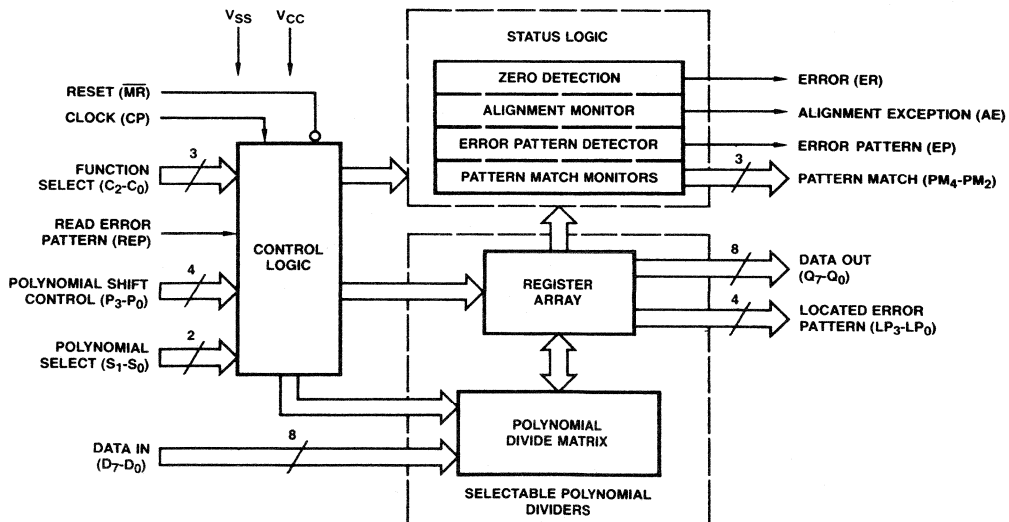 V_SS
V_CC
RESET (M̅R̅)
CLOCK (CP)
3
FUNCTION
SELECT (C₂-C₀)
READ ERROR
PATTERN (REP)
4
POLYNOMIAL SHIFT
CONTROL (P₃-P₀)
2
POLYNOMIAL
SELECT (S₁-S₀)
8
DATA IN
(D₇-D₀)
CONTROL
LOGIC
STATUS LOGIC
ZERO DETECTION
ALIGNMENT MONITOR
ERROR PATTERN DETECTOR
PATTERN MATCH MONITORS
ERROR (ER)
ALIGNMENT EXCEPTION (AE)
ERROR PATTERN (EP)
3
PATTERN MATCH (PM₄-PM₂)
REGISTER
ARRAY
8
DATA OUT
(Q₇-Q₀)
4
LOCATED ERROR
PATTERN (LP₃-LP₀)
POLYNOMIAL
DIVIDE MATRIX
SELECTABLE POLYNOMIAL
DIVIDERS